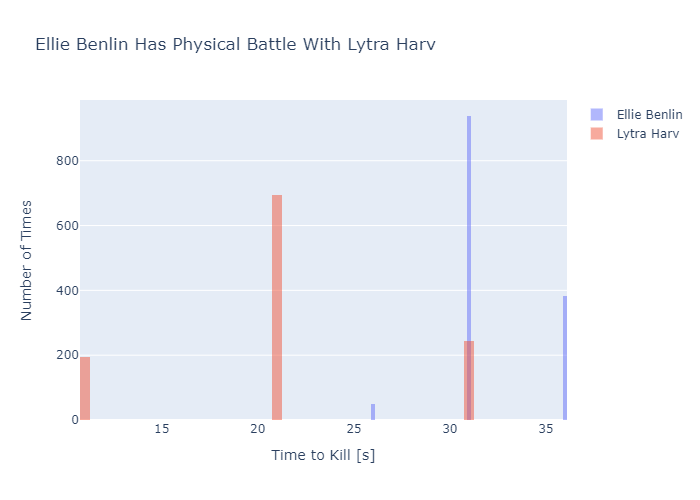 Ellie Benlin Has Physical Battle With Lytra Harv
Ellie Benlin
Lytra Harv
800
600
400
200
0
Number of Times
15
20
25
30
35
Time to Kill [s]